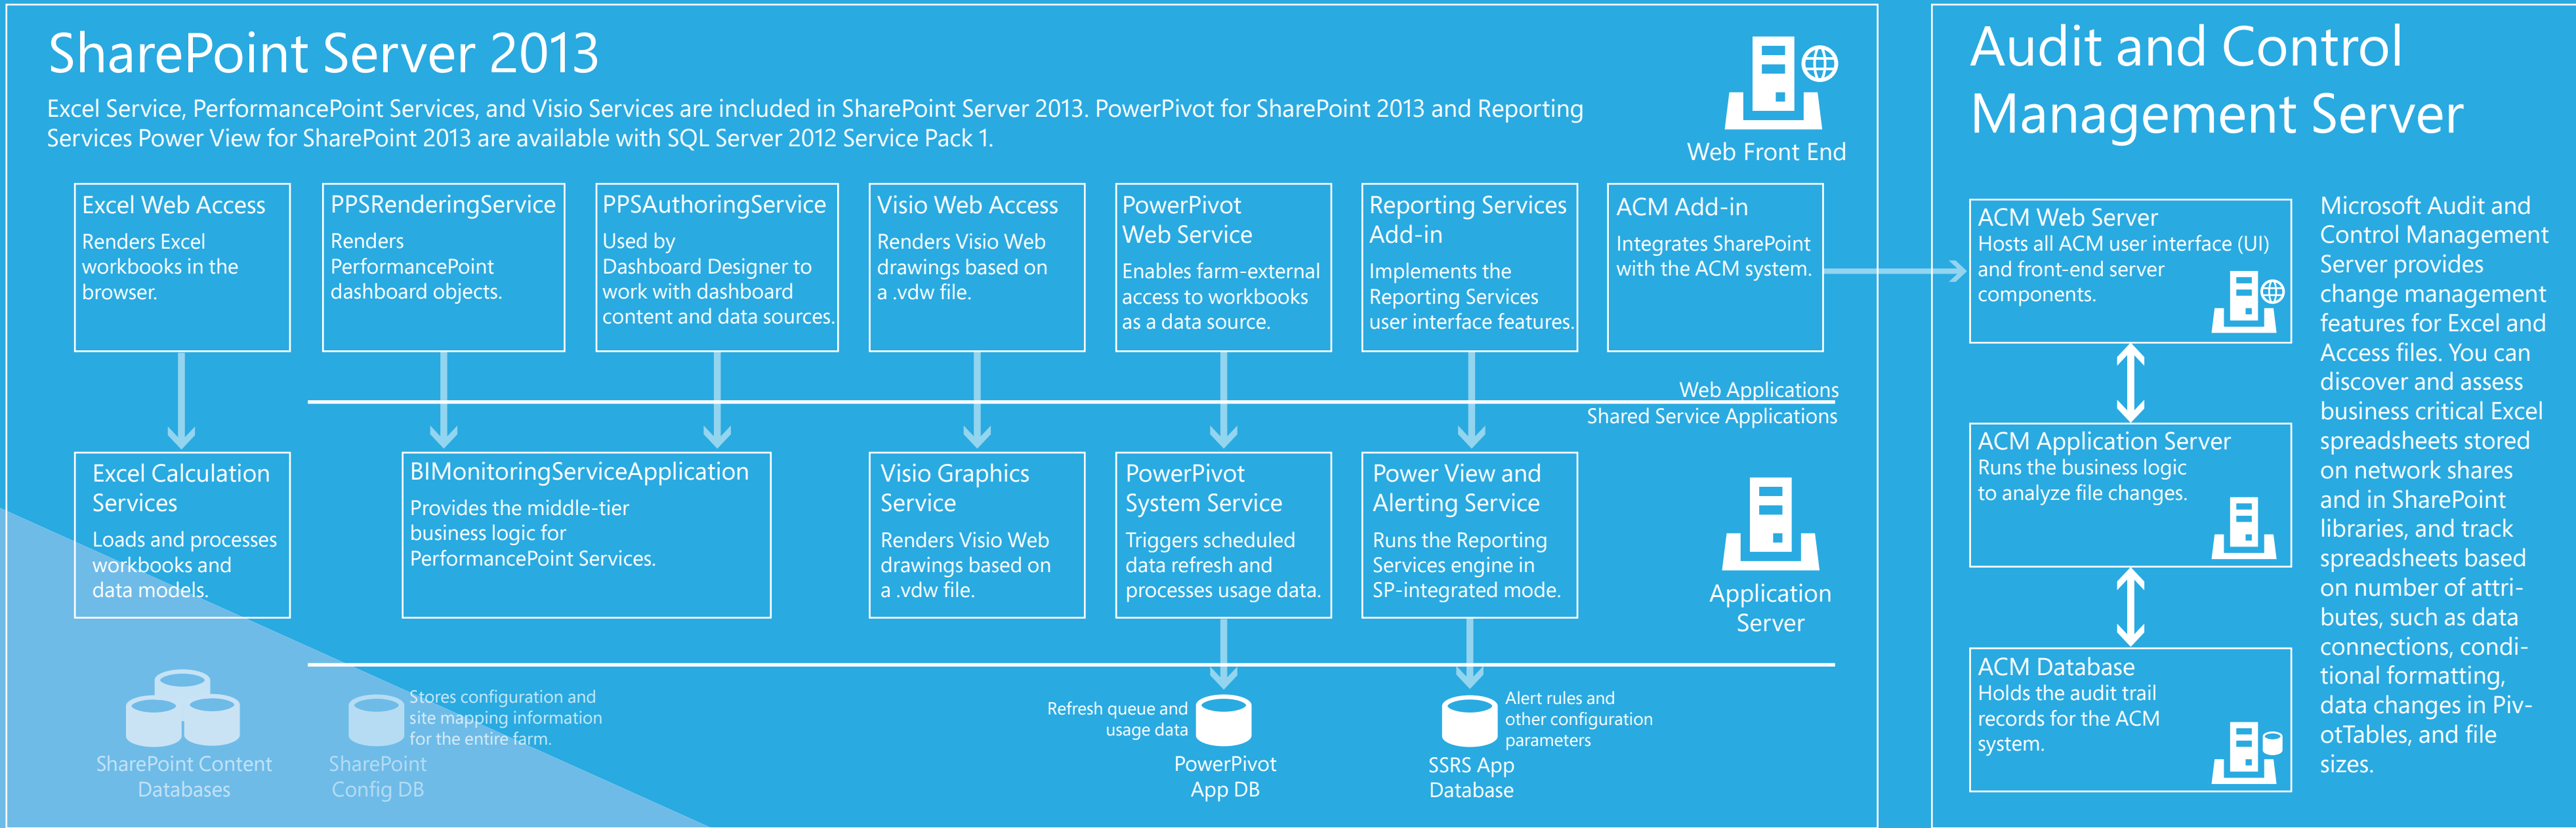 SharePoint Server 2013
Excel Service, PerformancePoint Services, and Visio Services are included in SharePoint Server 2013. PowerPivot for SharePoint 2013 and Reporting
Services Power View for SharePoint 2013 are available with SQL Server 2012 Service Pack 1.
Web Front End
Excel Web Access
Renders Excel
workbooks in the
browser.
PPSRenderingService
Renders
PerformancePoint
dashboard objects.
PPSAuthoringService
Used by
Dashboard Designer to
work with dashboard
content and data sources.
Visio Web Access
Renders Visio Web
drawings based on
a .vdw file.
PowerPivot
Web Service
Enables farm-external
access to workbooks
as a data source.
Reporting Services
Add-in
Implements the
Reporting Services
user interface features.
ACM Add-in
Integrates SharePoint
with the ACM system.
Web Applications
Shared Service Applications
Excel Calculation
Services
Loads and processes
workbooks and
data models.
BIMonitoringServiceApplication
Provides the middle-tier
business logic for
PerformancePoint Services.
Visio Graphics
Service
Renders Visio Web
drawings based on
a .vdw file.
PowerPivot
System Service
Triggers scheduled
data refresh and
processes usage data.
Power View and
Alerting Service
Runs the Reporting
Services engine in
SP-integrated mode.
Application
Server
SharePoint Content
Databases
Stores configuration and
site mapping information
for the entire farm.
SharePoint
Config DB
Refresh queue and
usage data
PowerPivot
App DB
Alert rules and
other configuration
parameters
SSRS App
Database
Audit and Control
Management Server
ACM Web Server
Hosts all ACM user interface (UI)
and front-end server
components.
ACM Application Server
Runs the business logic
to analyze file changes.
ACM Database
Holds the audit trail
records for the ACM
system.
Microsoft Audit and
Control Management
Server provides
change management
features for Excel and
Access files. You can
discover and assess
business critical Excel
spreadsheets stored
on network shares
and in SharePoint
libraries, and track
spreadsheets based
on number of attri-
butes, such as data
connections, condi-
tional formatting,
data changes in Piv-
otTables, and file
sizes.